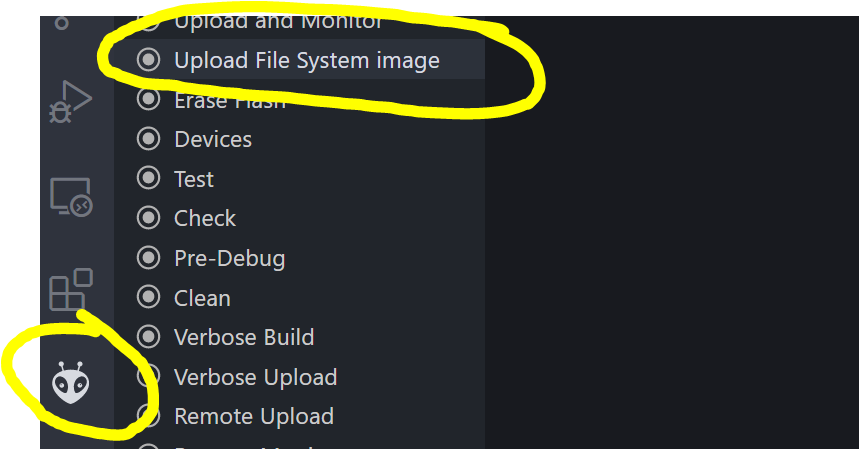 Upload and Monitor
Upload File System image
Erase Flash
Devices
Test
Check
Pre-Debug
Clean
Verbose Build
Verbose Upload
Remote Upload